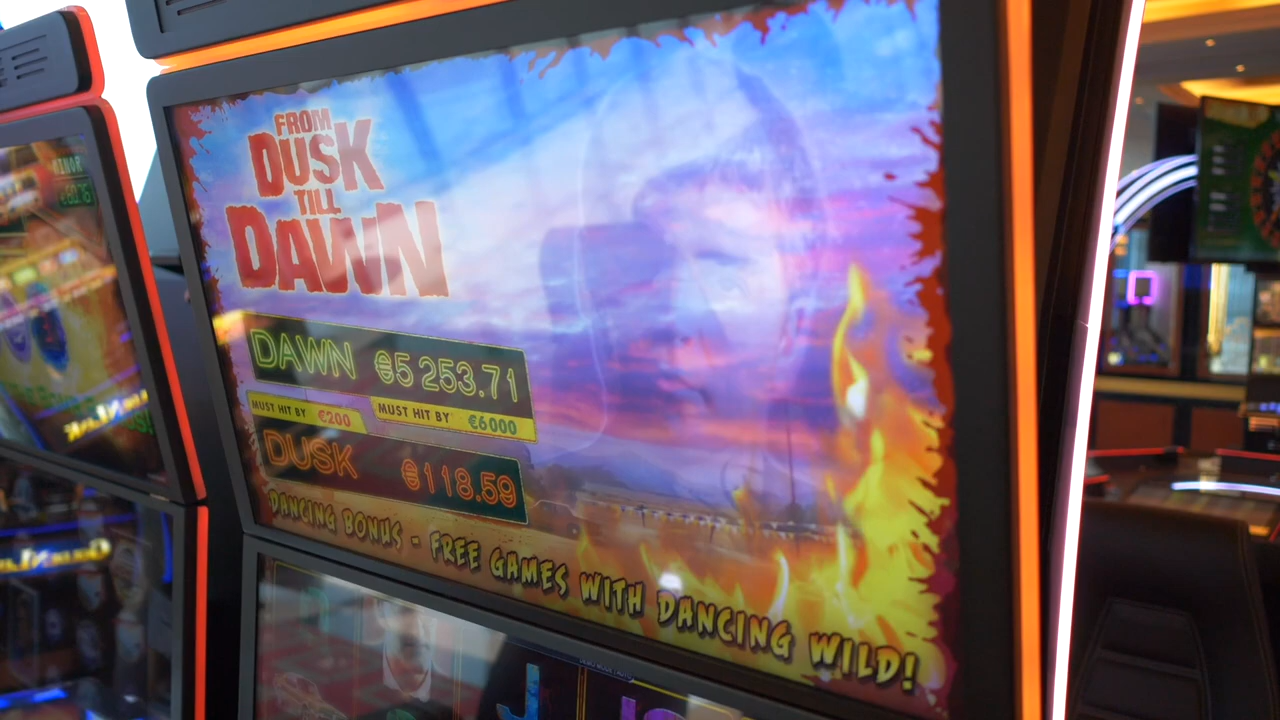 FROM
DUSK
TILL
DAWN
DAWN €5 253.71
MUST HIT BY €200
MUST HIT BY €6000
DUSK €118.59
DANCING BONUS - FREE GAMES WITH DANCING WILD!
MINOR
J